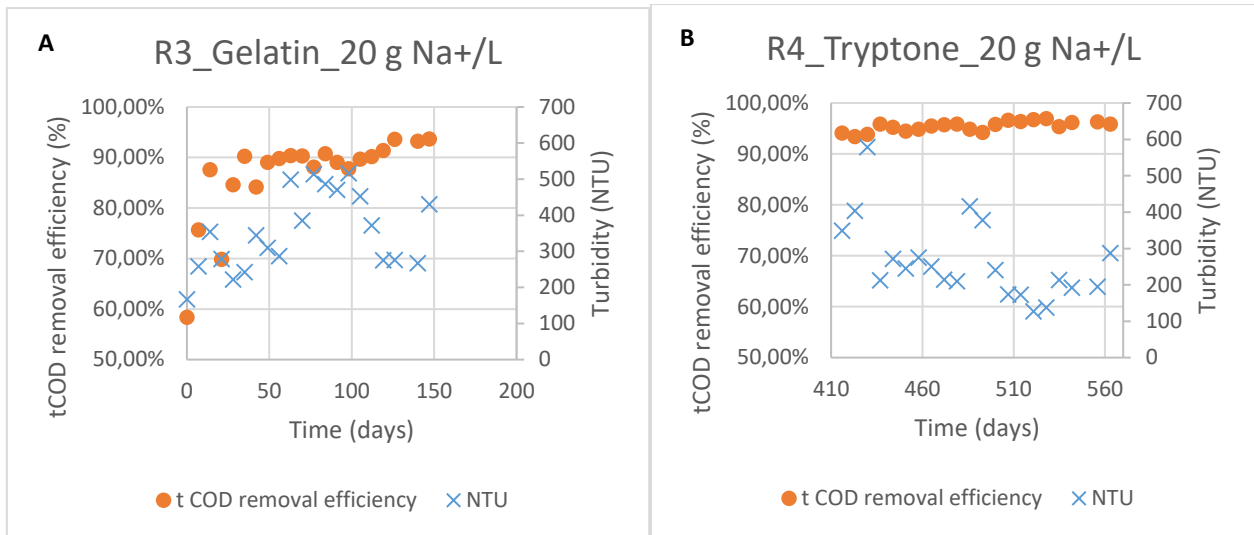 A
R3_Gelatin_20 g Na+/L
100,00%
90,00%
80,00%
70,00%
60,00%
50,00%
tCOD removal efficiency (%)
700
600
500
400
300
200
100
0
Turbidity (NTU)
0 50 100 150 200
Time (days)
t COD removal efficiency NTU
B
R4_Tryptone_20 g Na+/L
100,00%
90,00%
80,00%
70,00%
60,00%
50,00%
tCOD removal efficiency (%)
700
600
500
400
300
200
100
0
Turbidity (NTU)
410 460 510 560
Time (days)
t COD removal efficiency NTU